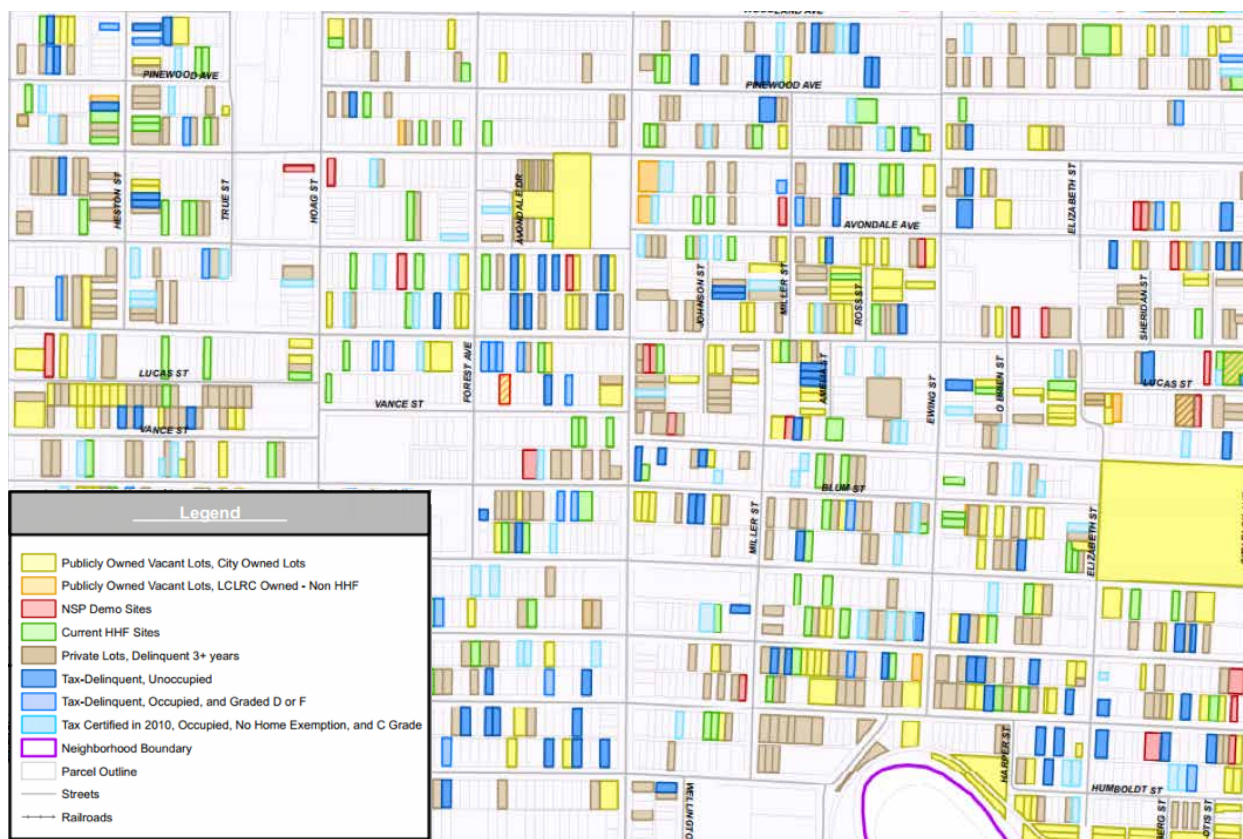 WOODLAND AVE
PINEWOOD AVE
PINEWOOD AVE
HESTON ST
TRUE ST
HOAG ST
AVONDALE DR
AVONDALE AVE
ELIZABETH ST
JOHNSON ST
MILLER ST
ROSS ST
SHERIDAN ST
LUCAS ST
FOREST AVE
VANCE ST
VANCE ST
AMELIA ST
EWING ST
O BRIEN ST
LUCAS ST
BLUM ST
MILLER ST
ELIZABETH ST
Legend
Publicly Owned Vacant Lots, City Owned Lots
Publicly Owned Vacant Lots, LCLRC Owned - Non HHF
NSP Demo Sites
Current HHF Sites
Private Lots, Delinquent 3+ years
Tax-Delinquent, Unoccupied
Tax-Delinquent, Occupied, and Graded D or F
Tax Certified in 2010, Occupied, No Home Exemption, and C Grade
Neighborhood Boundary
Parcel Outline
Streets
Railroads
HARPER ST
HUMBOLDT ST
WELLINGTO
BERG ST
OTIS ST